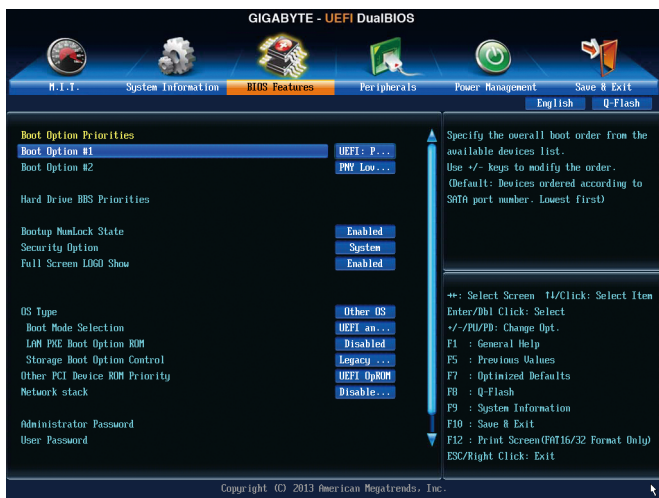 GIGABYTE - UEFI DualBIOS
M.I.T.
System Information
BIOS Features
Peripherals
Power Management
Save & Exit
English
Q-Flash
Boot Option Priorities
Boot Option #1 UEFI: P...
Boot Option #2 PNY Lov...
Hard Drive BBS Priorities
Bootup NumLock State Enabled
Security Option System
Full Screen LOGO Show Enabled
OS Type Other OS
Boot Mode Selection UEFI an...
LAN PXE Boot Option ROM Disabled
Storage Boot Option Control Legacy ...
Other PCI Device ROM Priority UEFI OpROM
Network stack Disable...
Administrator Password
User Password
Specify the overall boot order from the
available devices list.
Use +/- keys to modify the order.
(Default: Devices ordered according to
SATA port number. Lowest first)
→←: Select Screen ↑↓/Click: Select Item
Enter/Dbl Click: Select
+/-/PU/PD: Change Opt.
F1 : General Help
F5 : Previous Values
F7 : Optimized Defaults
F8 : Q-Flash
F9 : System Information
F10 : Save & Exit
F12 : Print Screen(FAT16/32 Format Only)
ESC/Right Click: Exit
Copyright (C) 2013 American Megatrends, Inc.